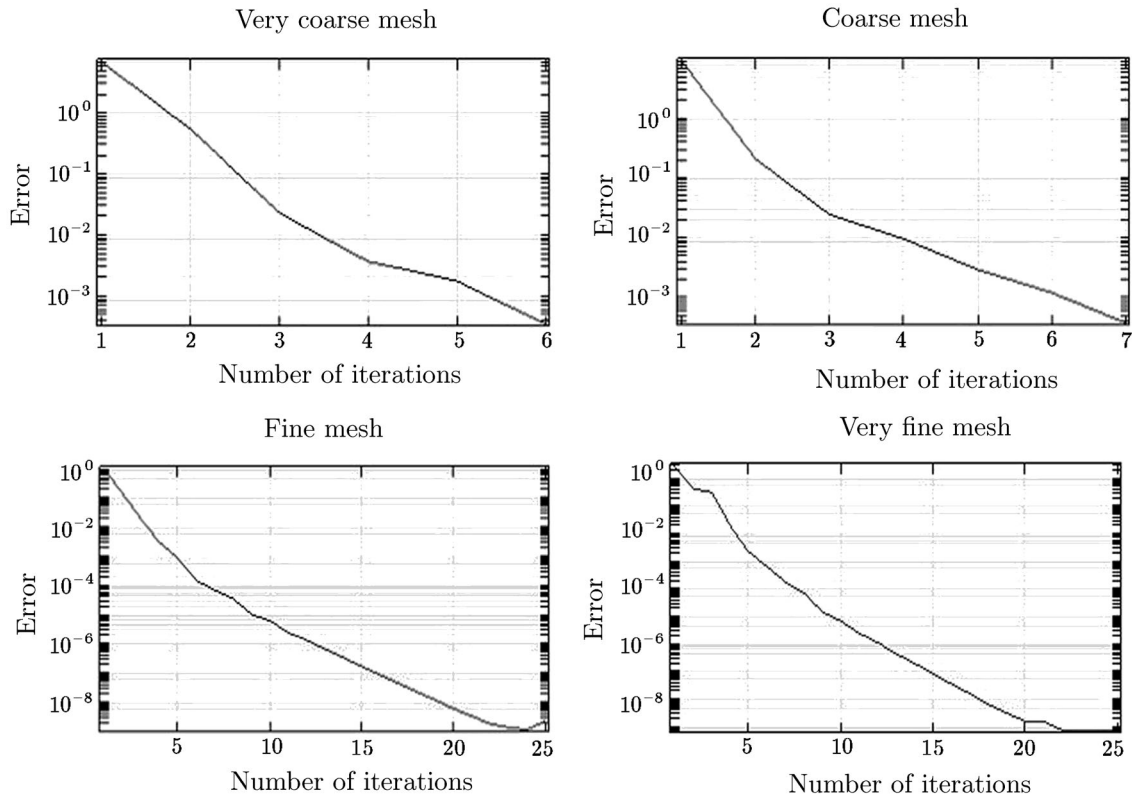 Very coarse mesh
Error
10^0
10^−1
10^−2
10^−3
1 2 3 4 5 6
Number of iterations
Coarse mesh
Error
10^0
10^−1
10^−2
10^−3
1 2 3 4 5 6 7
Number of iterations
Fine mesh
Error
10^0
10^−2
10^−4
10^−6
10^−8
5 10 15 20 25
Number of iterations
Very fine mesh
Error
10^0
10^−2
10^−4
10^−6
10^−8
5 10 15 20 25
Number of iterations